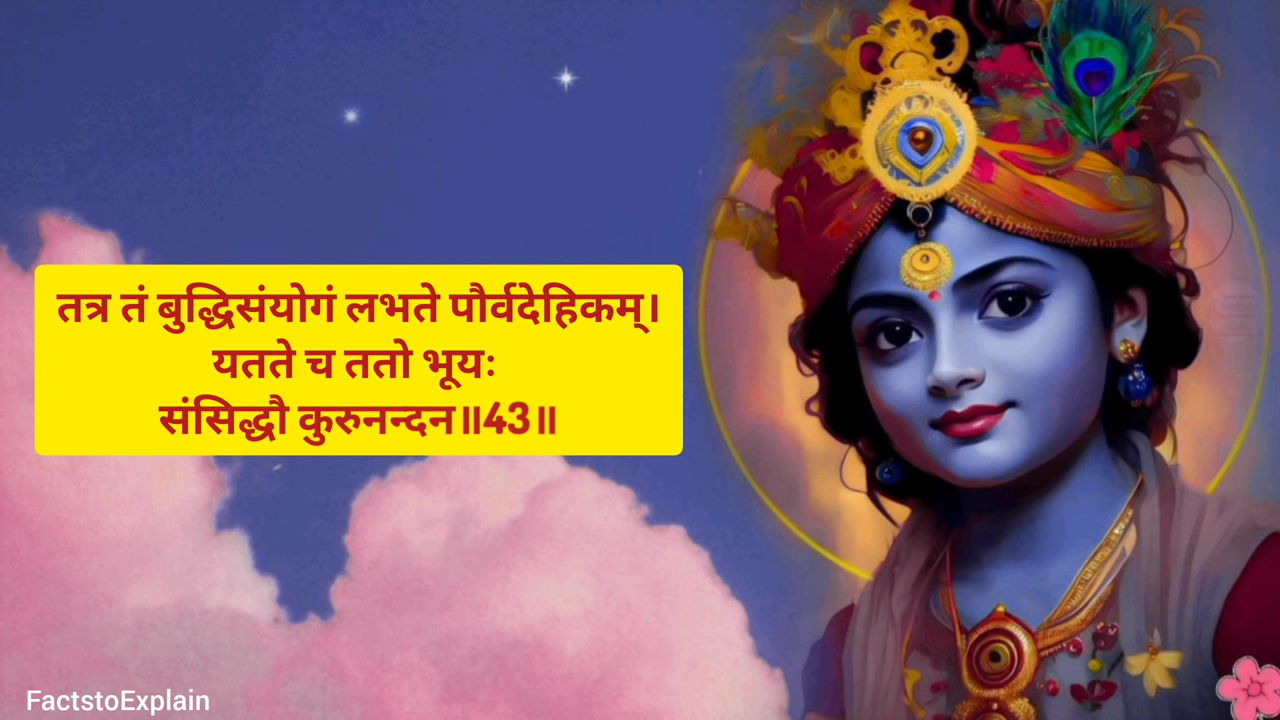 तत्र तं बुद्धिसंयोगं लभते पौर्वदेहिकम्।
यतते च ततो भूयः
संसिद्धौ कुरुनन्दन॥43॥
FactstoExplain